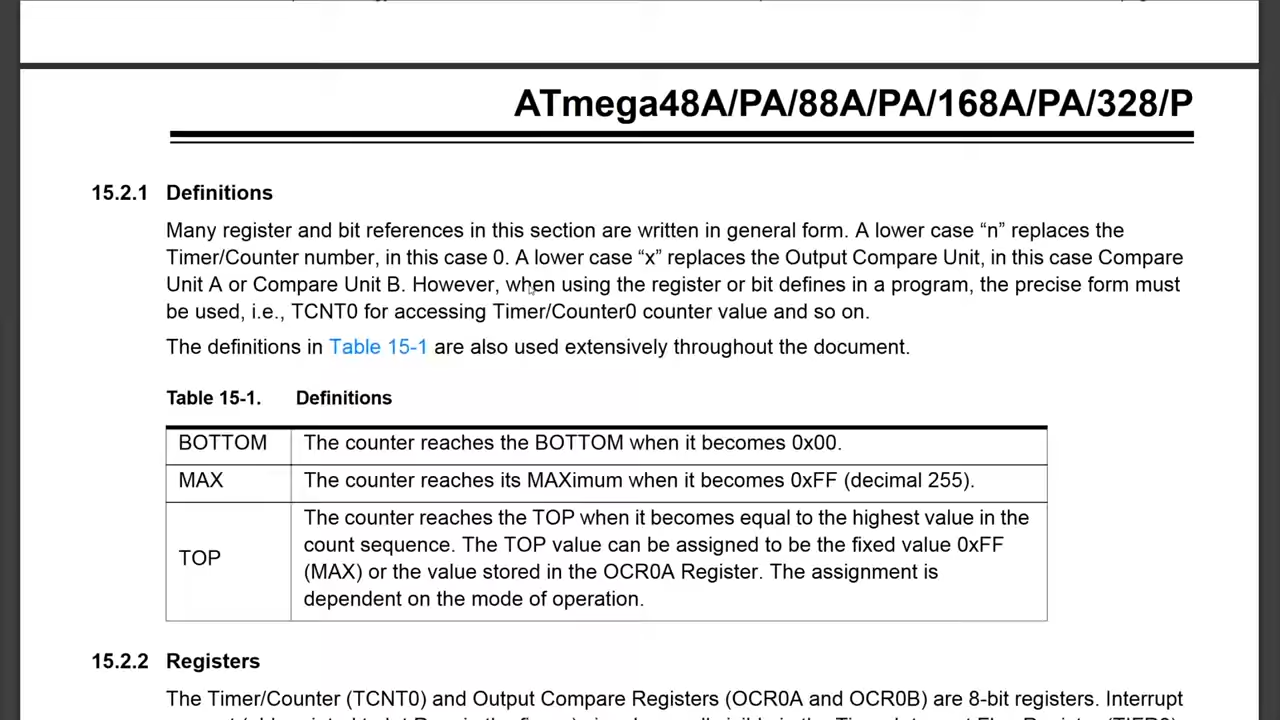 ATmega48A/PA/88A/PA/168A/PA/328/P
15.2.1 Definitions
Many register and bit references in this section are written in general form. A lower case “n” replaces the
Timer/Counter number, in this case 0. A lower case “x” replaces the Output Compare Unit, in this case Compare
Unit A or Compare Unit B. However, when using the register or bit defines in a program, the precise form must
be used, i.e., TCNT0 for accessing Timer/Counter0 counter value and so on.
The definitions in Table 15-1 are also used extensively throughout the document.
Table 15-1. Definitions
BOTTOM The counter reaches the BOTTOM when it becomes 0x00.
MAX The counter reaches its MAXimum when it becomes 0xFF (decimal 255).
The counter reaches the TOP when it becomes equal to the highest value in the
count sequence. The TOP value can be assigned to be the fixed value 0xFF
TOP
(MAX) or the value stored in the OCR0A Register. The assignment is
dependent on the mode of operation.
15.2.2 Registers
The Timer/Counter (TCNT0) and Output Compare Registers (OCR0A and OCR0B) are 8-bit registers. Interrupt